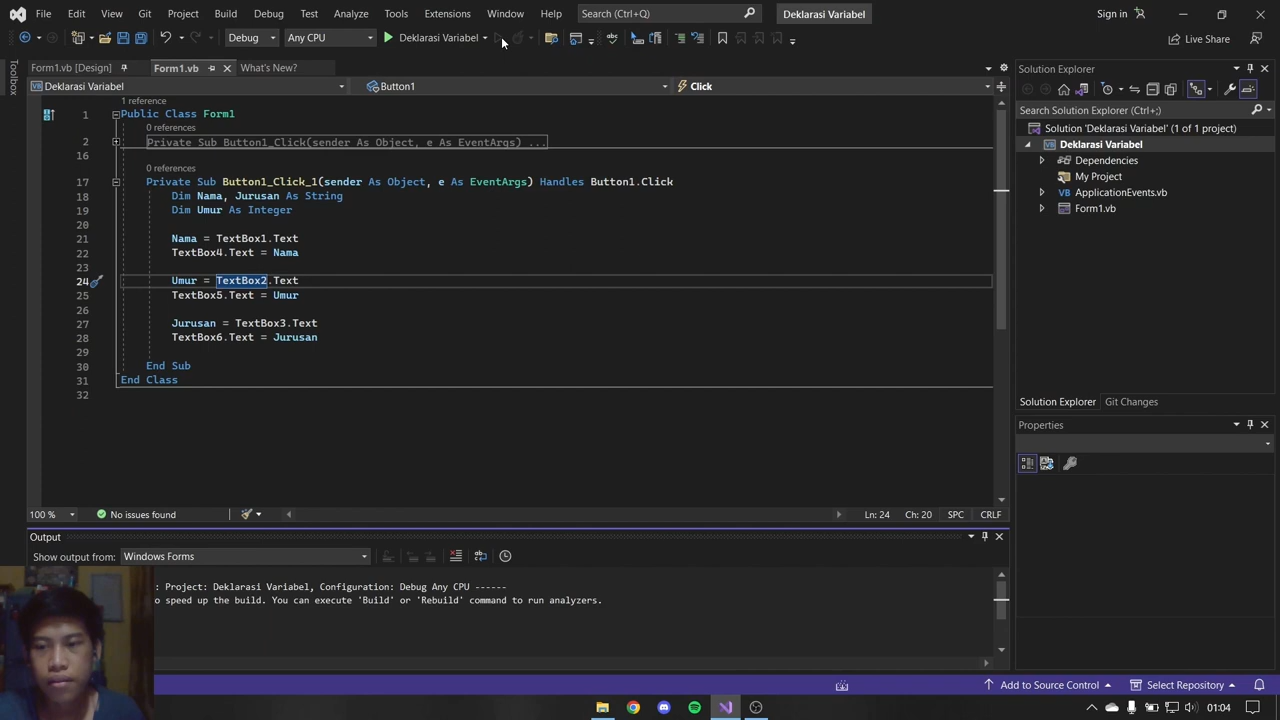 File Edit View Git Project Build Debug Test Analyze Tools Extensions Window Help Search (Ctrl+Q) Deklarasi Variabel Sign in
Debug Any CPU Deklarasi Variabel Live Share
Toolbox
Form1.vb [Design] Form1.vb What's New?
Deklarasi Variabel Button1 Click
1 reference
1 Public Class Form1
0 references
2 Private Sub Button1_Click(sender As Object, e As EventArgs) ...
16
0 references
17 Private Sub Button1_Click_1(sender As Object, e As EventArgs) Handles Button1.Click
18 Dim Nama, Jurusan As String
19 Dim Umur As Integer
20
21 Nama = TextBox1.Text
22 TextBox4.Text = Nama
23
24 Umur = TextBox2.Text
25 TextBox5.Text = Umur
26
27 Jurusan = TextBox3.Text
28 TextBox6.Text = Jurusan
29
30 End Sub
31 End Class
32
100 % No issues found Ln: 24 Ch: 20 SPC CRLF
Output
Show output from: Windows Forms
: Project: Deklarasi Variabel, Configuration: Debug Any CPU ------
o speed up the build. You can execute 'Build' or 'Rebuild' command to run analyzers.
Solution Explorer
Search Solution Explorer (Ctrl+;)
Solution 'Deklarasi Variabel' (1 of 1 project)
Deklarasi Variabel
Dependencies
My Project
ApplicationEvents.vb
Form1.vb
Solution Explorer Git Changes
Properties
Add to Source Control Select Repository
01:04